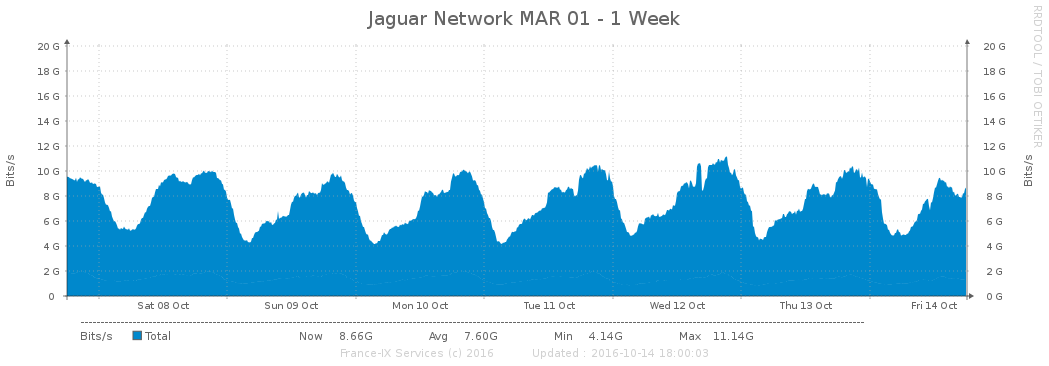 Jaguar Network MAR 01 - 1 Week
RRDTOOL / TOBI OETIKER
Bits/s
20 G 20 G
18 G 18 G
16 G 16 G
14 G 14 G
12 G 12 G
10 G 10 G
8 G 8 G
6 G 6 G
4 G 4 G
2 G 2 G
0 0 G
Bits/s
Sat 08 Oct Sun 09 Oct Mon 10 Oct Tue 11 Oct Wed 12 Oct Thu 13 Oct Fri 14 Oct
Bits/s Total Now 8.66G Avg 7.60G Min 4.14G Max 11.14G
France-IX Services (c) 2016 Updated : 2016-10-14 18:00:03